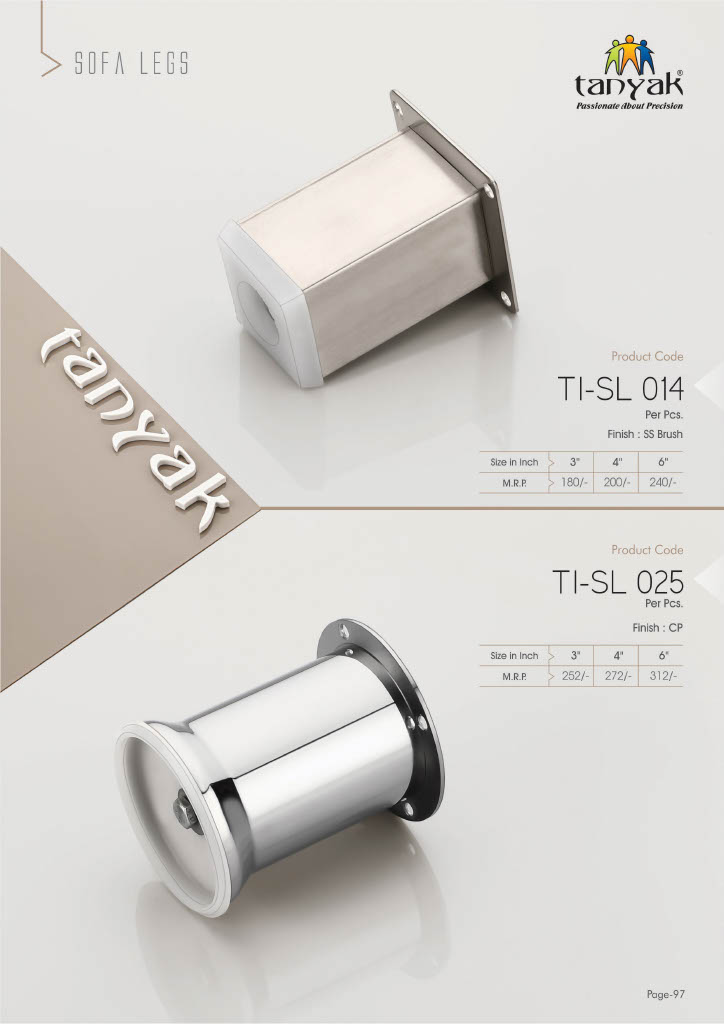 SOFA LEGS
tanyak®
Passionate About Precision
Product Code
TI-SL 014
Per Pcs.
Finish : SS Brush
Size in Inch 3" 4" 6"
M.R.P. 180/- 200/- 240/-
tanyak
Product Code
TI-SL 025
Per Pcs.
Finish : CP
Size in Inch 3" 4" 6"
M.R.P. 252/- 272/- 312/-
Page-97